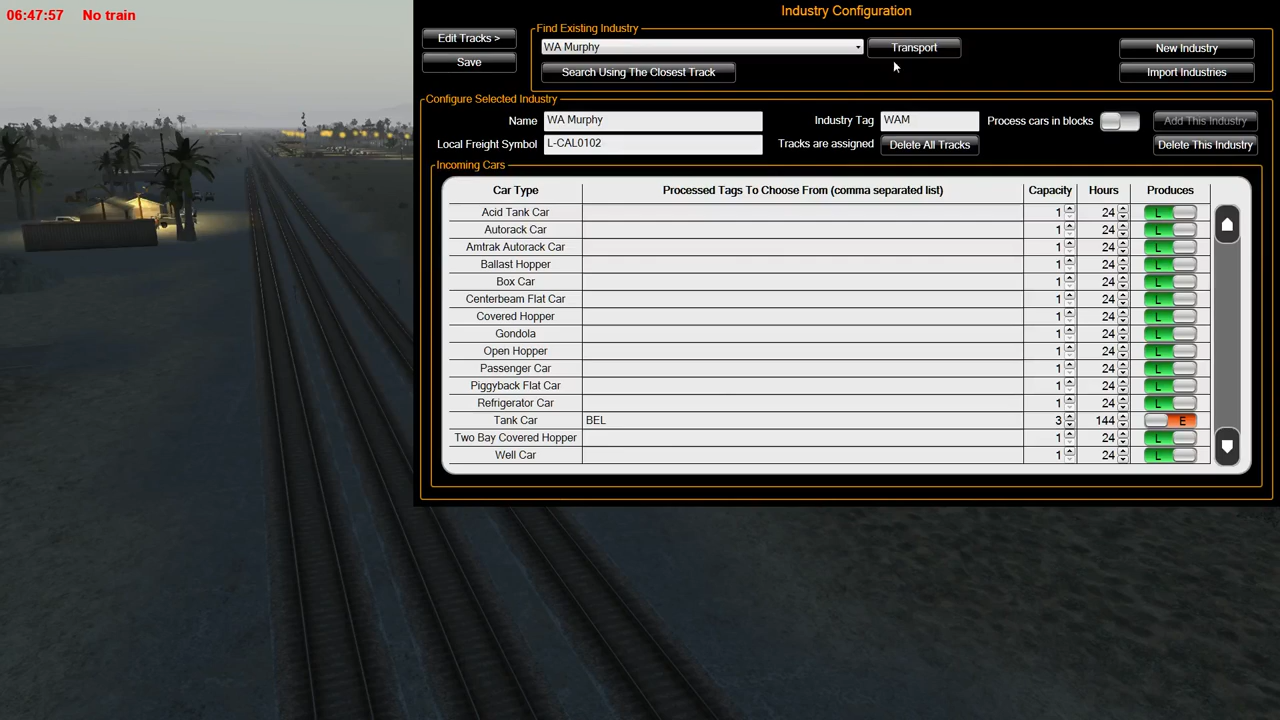 06:47:57 No train
Industry Configuration
Find Existing Industry
Edit Tracks >
Save
WA Murphy
Transport
Search Using The Closest Track
New Industry
Import Industries
Configure Selected Industry
Name WA Murphy Industry Tag WAM Process cars in blocks Add This Industry
Local Freight Symbol L-CAL0102 Tracks are assigned Delete All Tracks Delete This Industry
Incoming Cars
Car Type Processed Tags To Choose From (comma separated list) Capacity Hours Produces
Acid Tank Car 1 24 L
Autorack Car 1 24 L
Amtrak Autorack Car 1 24 L
Ballast Hopper 1 24 L
Box Car 1 24 L
Centerbeam Flat Car 1 24 L
Covered Hopper 1 24 L
Gondola 1 24 L
Open Hopper 1 24 L
Passenger Car 1 24 L
Piggyback Flat Car 1 24 L
Refrigerator Car 1 24 L
Tank Car BEL 3 144 E
Two Bay Covered Hopper 1 24 L
Well Car 1 24 L